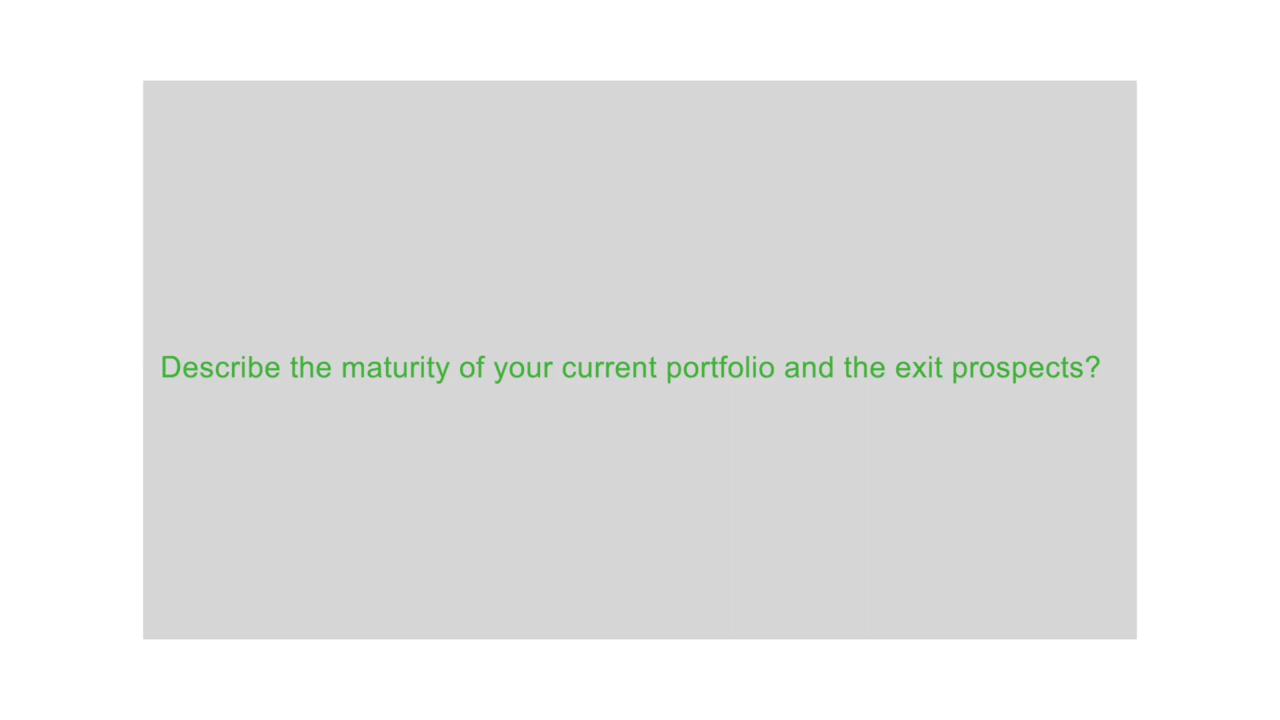 Describe the maturity of your current portfolio and the exit prospects?